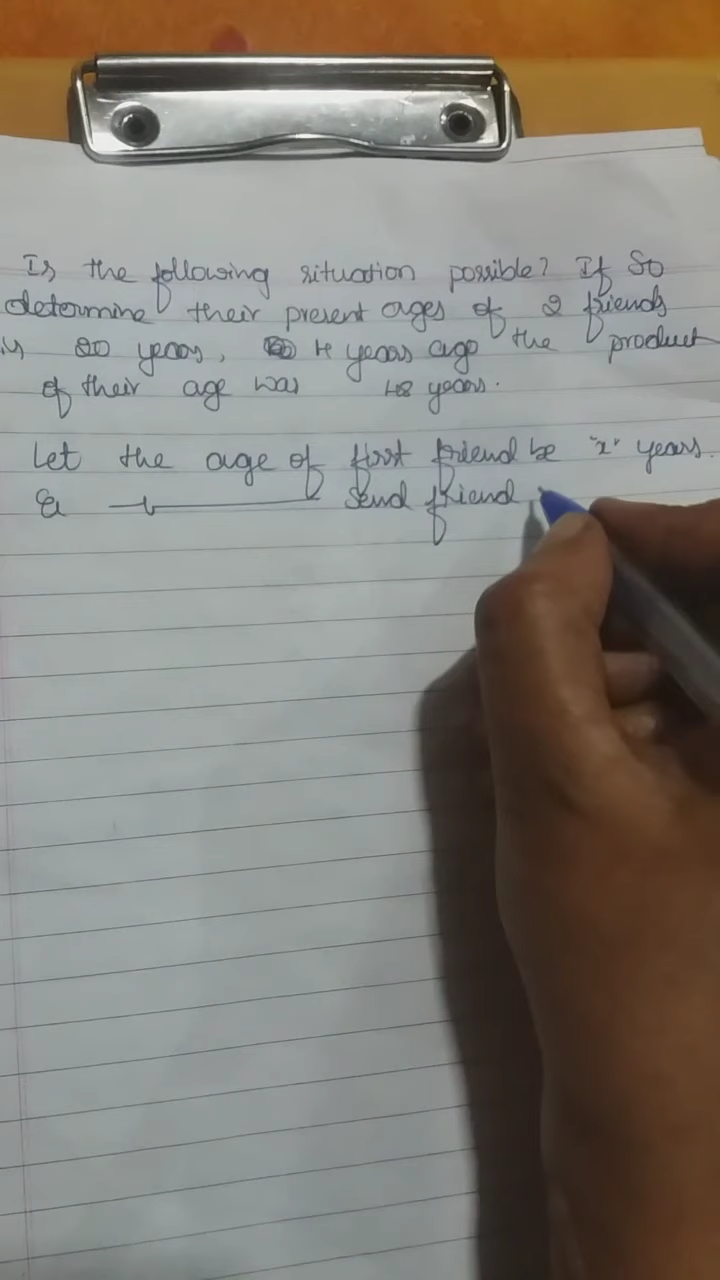 Is the following situation possible? If So
determine their present ages of 2 friends
is 20 years, 4 years ago the product
of their age was 48 years.
Let the age of first friend be "x" years.
& friend